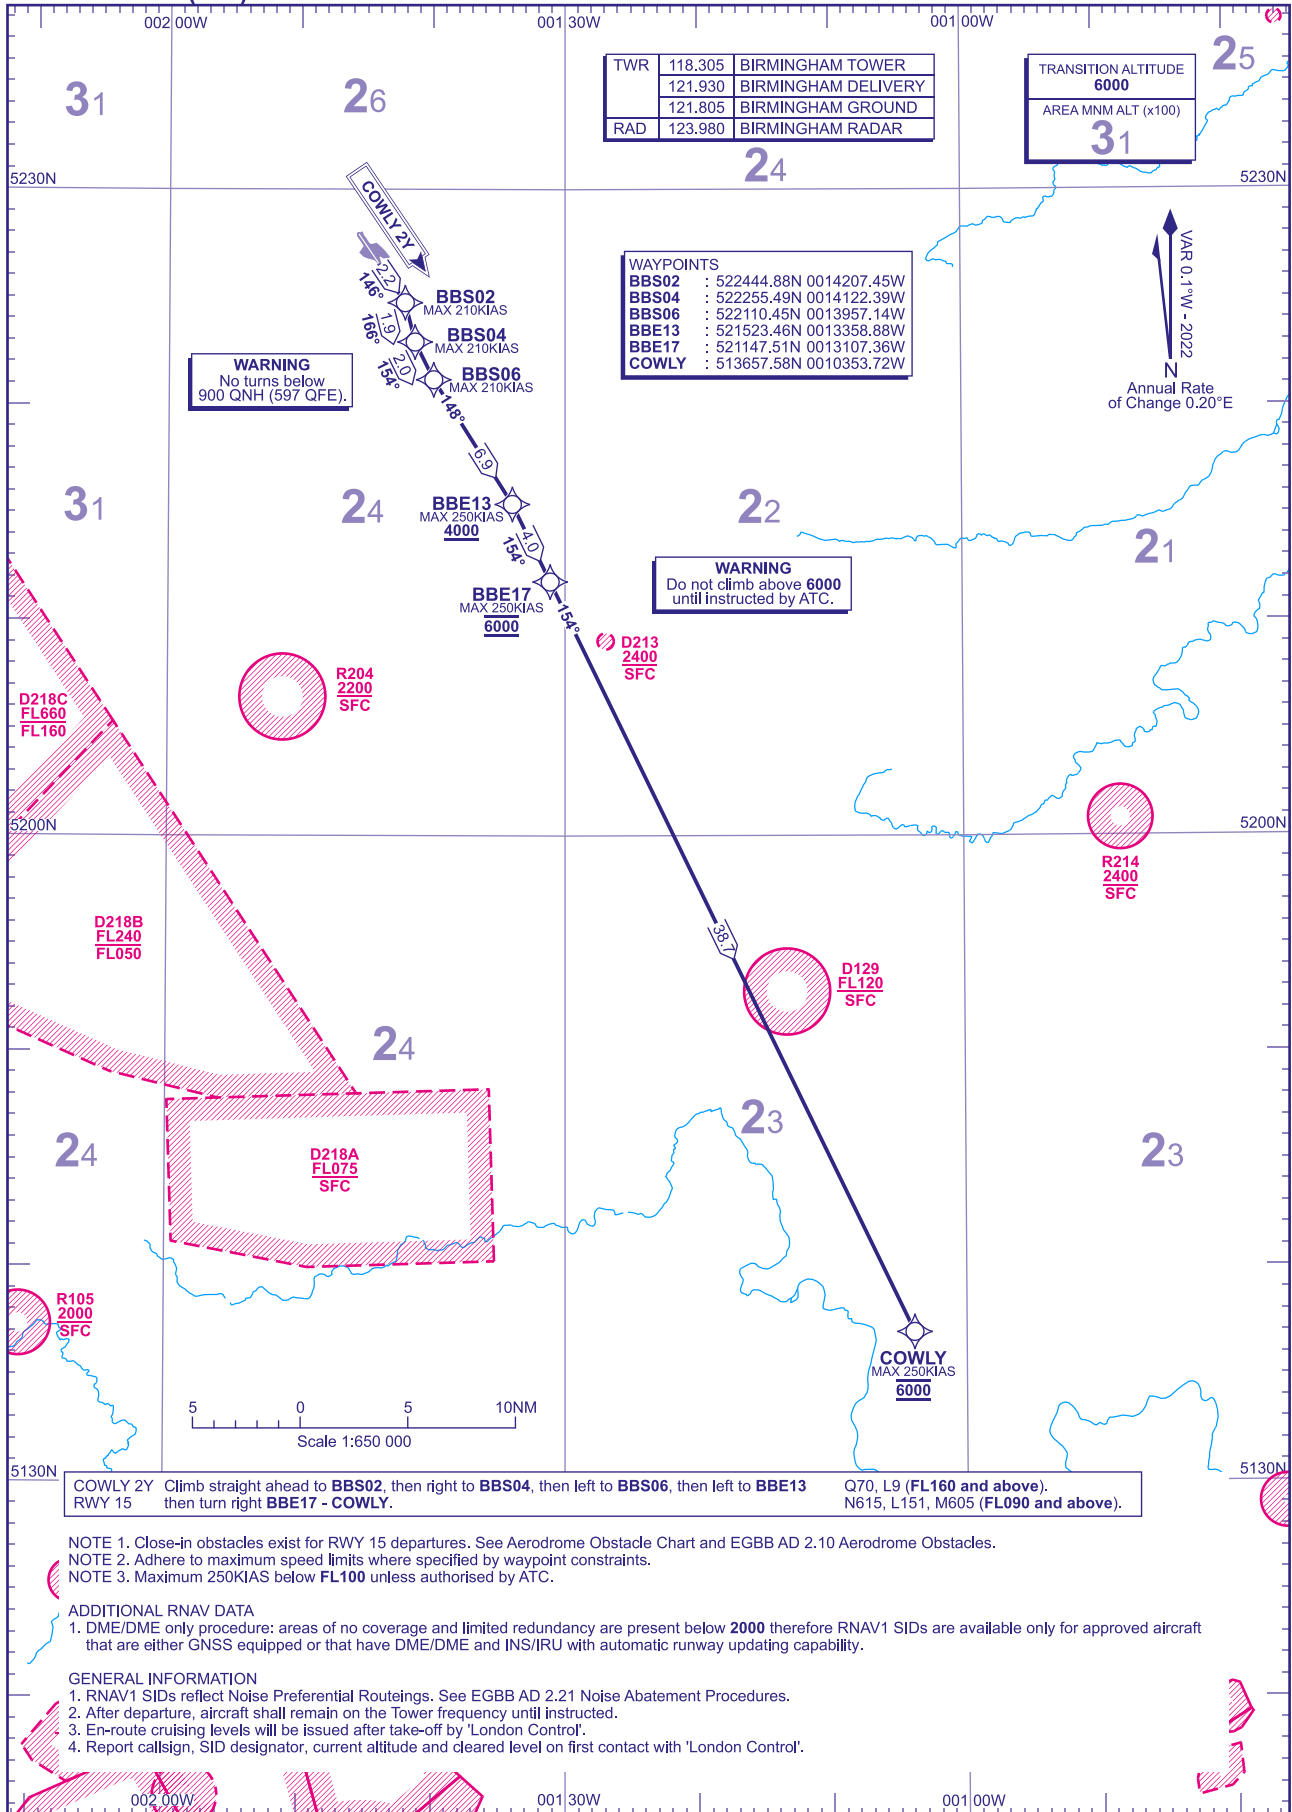 002 00W
001 30W
001 00W
TWR 118.305 BIRMINGHAM TOWER
121.930 BIRMINGHAM DELIVERY
121.805 BIRMINGHAM GROUND
RAD 123.980 BIRMINGHAM RADAR
TRANSITION ALTITUDE
6000
AREA MNM ALT (x100)
31
25
31
26
24
5230N
5230N
COWLY 2Y
VAR 0.1°W - 2022
N
Annual Rate
of Change 0.20°E
WAYPOINTS
BBS02 : 522444.88N 0014207.45W
BBS04 : 522255.49N 0014122.39W
BBS06 : 522110.45N 0013957.14W
BBE13 : 521523.46N 0013358.88W
BBE17 : 521147.51N 0013107.36W
COWLY : 513657.58N 0010353.72W
2.2
146°
BBS02
MAX 210KIAS
1.9
166°
BBS04
MAX 210KIAS
2.0
154°
BBS06
MAX 210KIAS
WARNING
No turns below
900 QNH (597 QFE).
148°
6.9
31
24
22
21
BBE13
MAX 250KIAS
4000
4.0
154°
BBE17
MAX 250KIAS
6000
154°
WARNING
Do not climb above 6000
until instructed by ATC.
D213
2400
SFC
R204
2200
SFC
D218C
FL660
FL160
5200N
5200N
R214
2400
SFC
D218B
FL240
FL050
38.7
D129
FL120
SFC
24
24
23
23
D218A
FL075
SFC
R105
2000
SFC
COWLY
MAX 250KIAS
6000
5 0 5 10NM
Scale 1:650 000
5130N
5130N
COWLY 2Y Climb straight ahead to BBS02, then right to BBS04, then left to BBS06, then left to BBE13 Q70, L9 (FL160 and above).
RWY 15 then turn right BBE17 - COWLY. N615, L151, M605 (FL090 and above).
NOTE 1. Close-in obstacles exist for RWY 15 departures. See Aerodrome Obstacle Chart and EGBB AD 2.10 Aerodrome Obstacles.
NOTE 2. Adhere to maximum speed limits where specified by waypoint constraints.
NOTE 3. Maximum 250KIAS below FL100 unless authorised by ATC.
ADDITIONAL RNAV DATA
1. DME/DME only procedure: areas of no coverage and limited redundancy are present below 2000 therefore RNAV1 SIDs are available only for approved aircraft
that are either GNSS equipped or that have DME/DME and INS/IRU with automatic runway updating capability.
GENERAL INFORMATION
1. RNAV1 SIDs reflect Noise Preferential Routeings. See EGBB AD 2.21 Noise Abatement Procedures.
2. After departure, aircraft shall remain on the Tower frequency until instructed.
3. En-route cruising levels will be issued after take-off by 'London Control'.
4. Report callsign, SID designator, current altitude and cleared level on first contact with 'London Control'.
002 00W
001 30W
001 00W